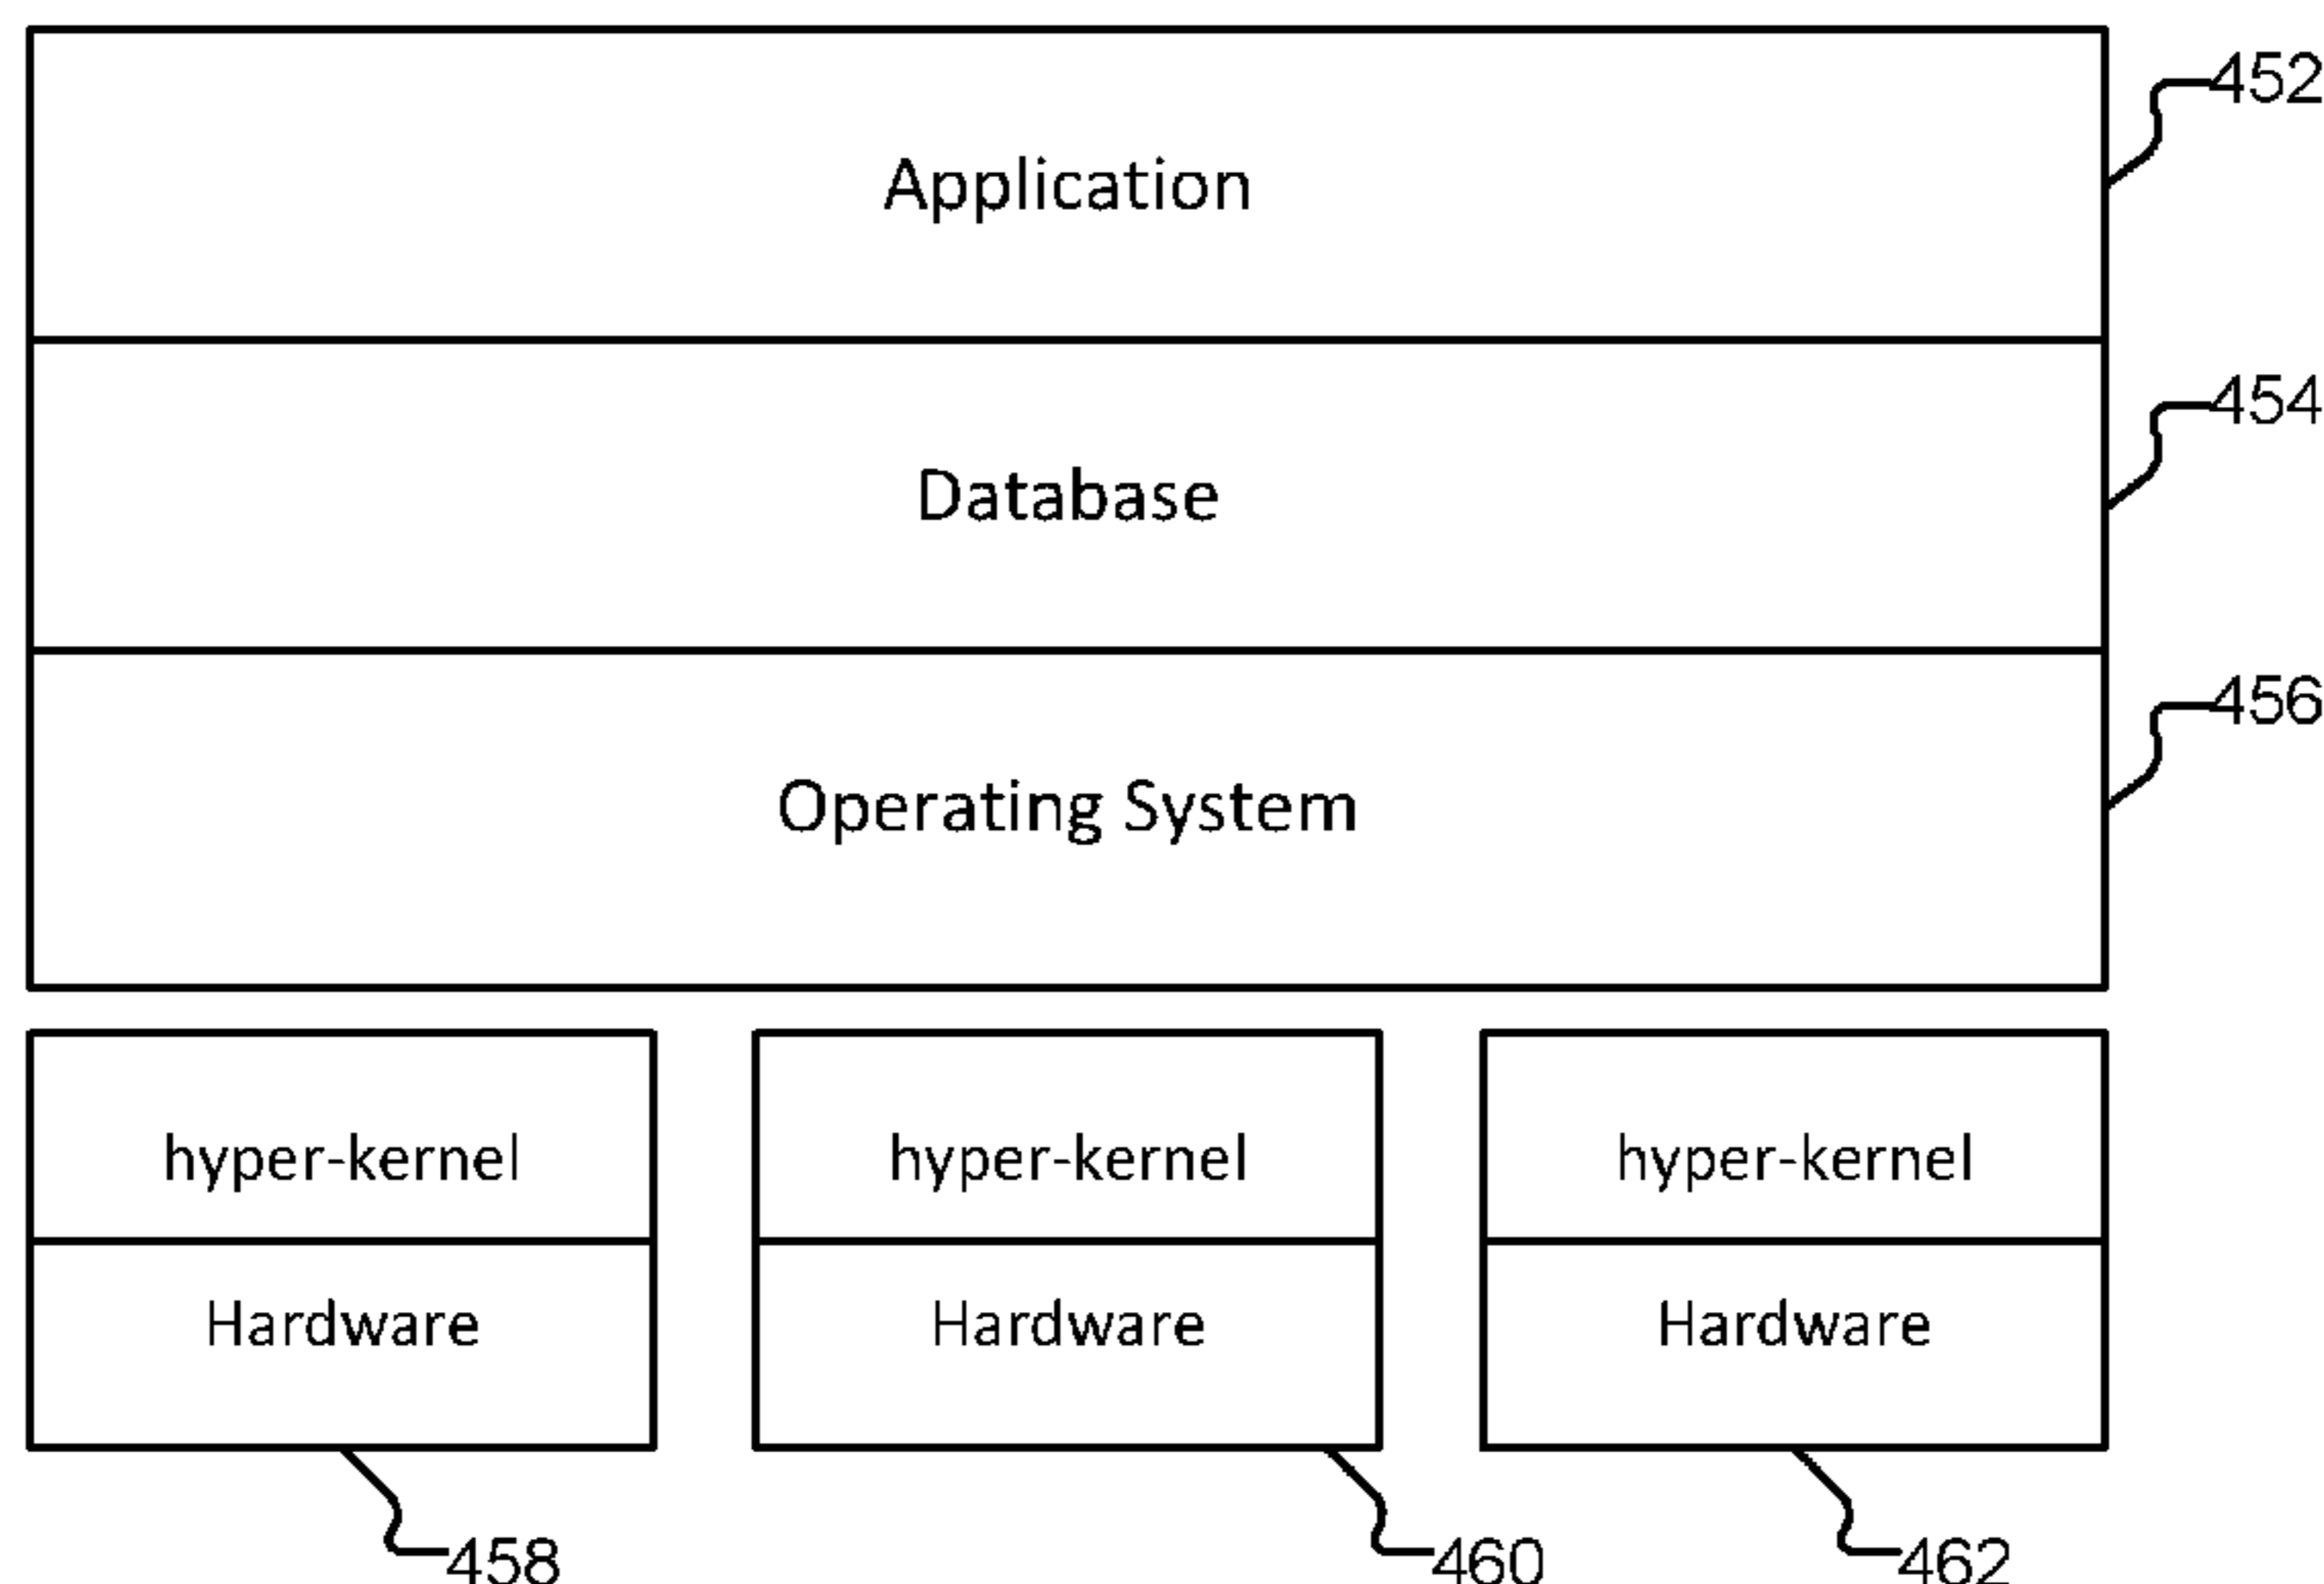 452
Application
454
Database
456
Operating System
hyper-kernel hyper-kernel hyper-kernel
Hardware Hardware Hardware
458 460 462